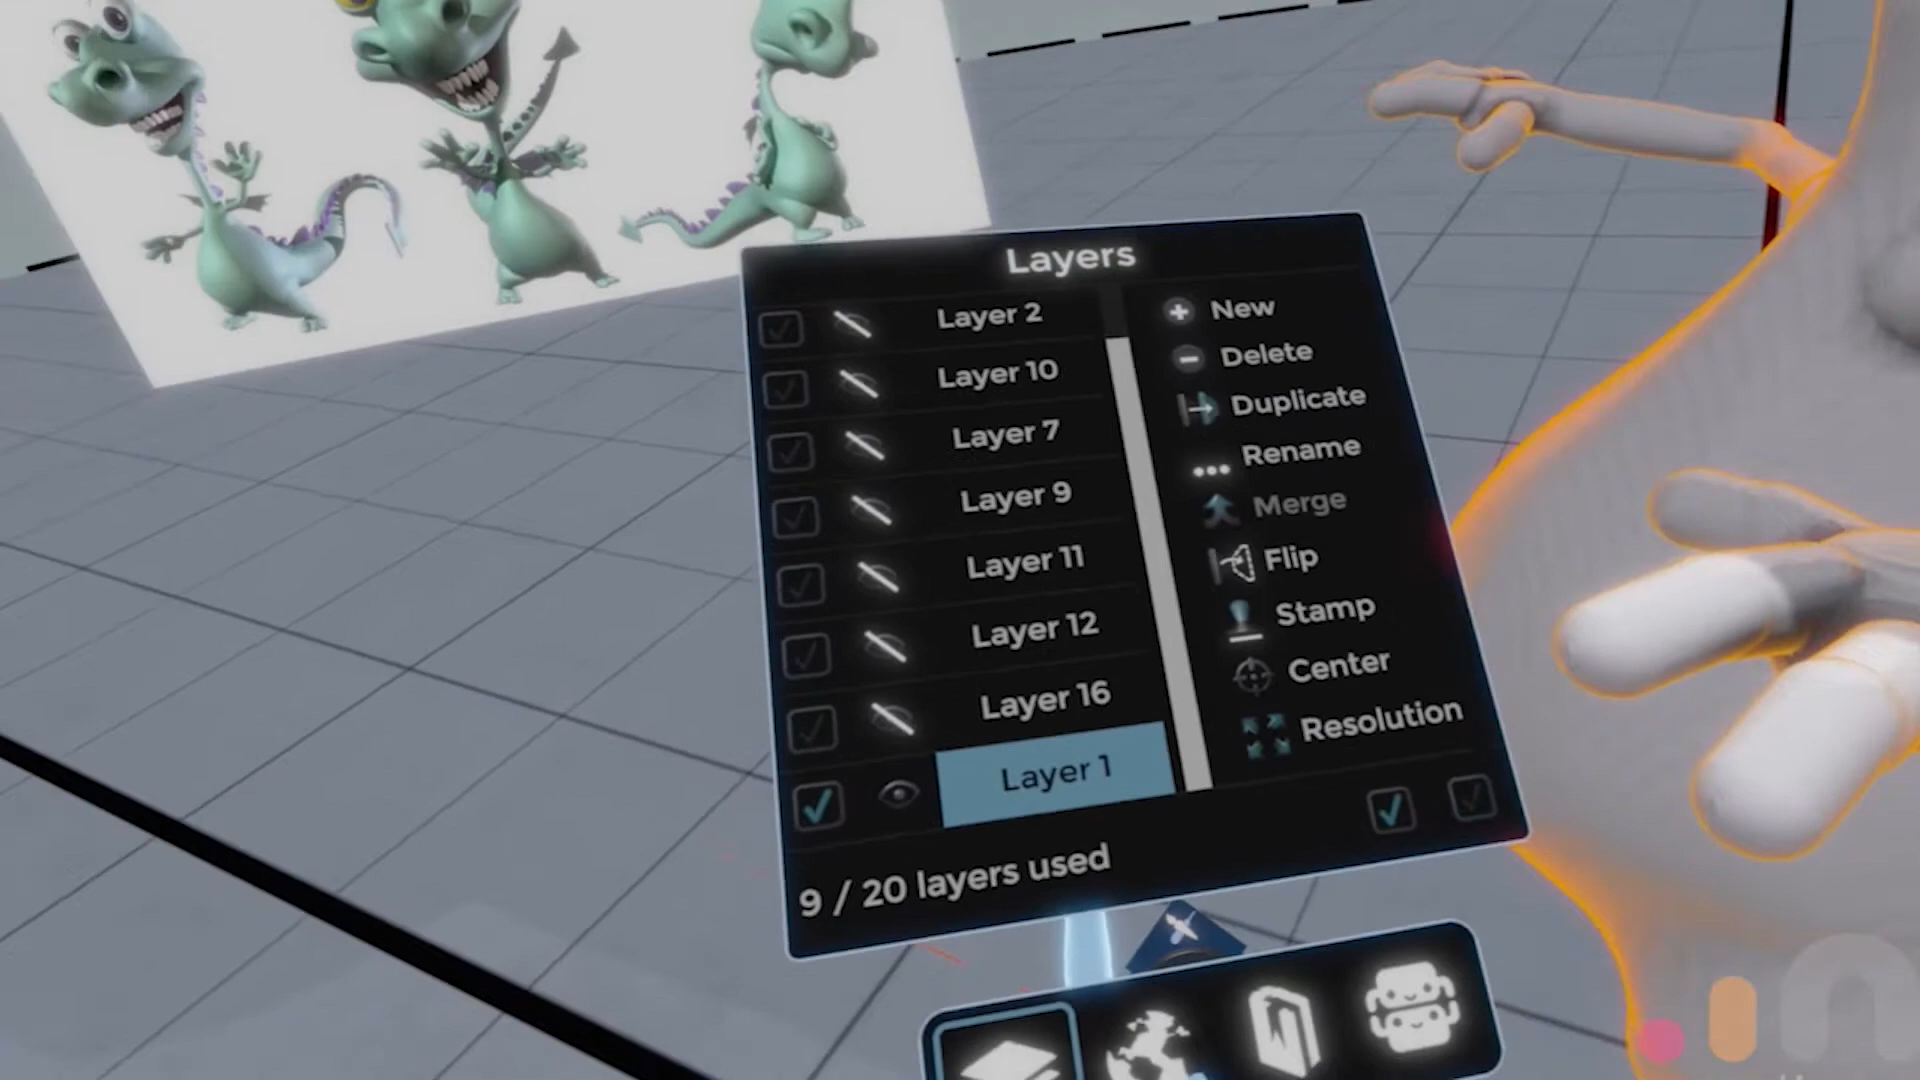 Layers
Layer 2
Layer 10
Layer 7
Layer 9
Layer 11
Layer 12
Layer 16
Layer 1
New
Delete
Duplicate
Rename
Merge
Flip
Stamp
Center
Resolution
9 / 20 layers used